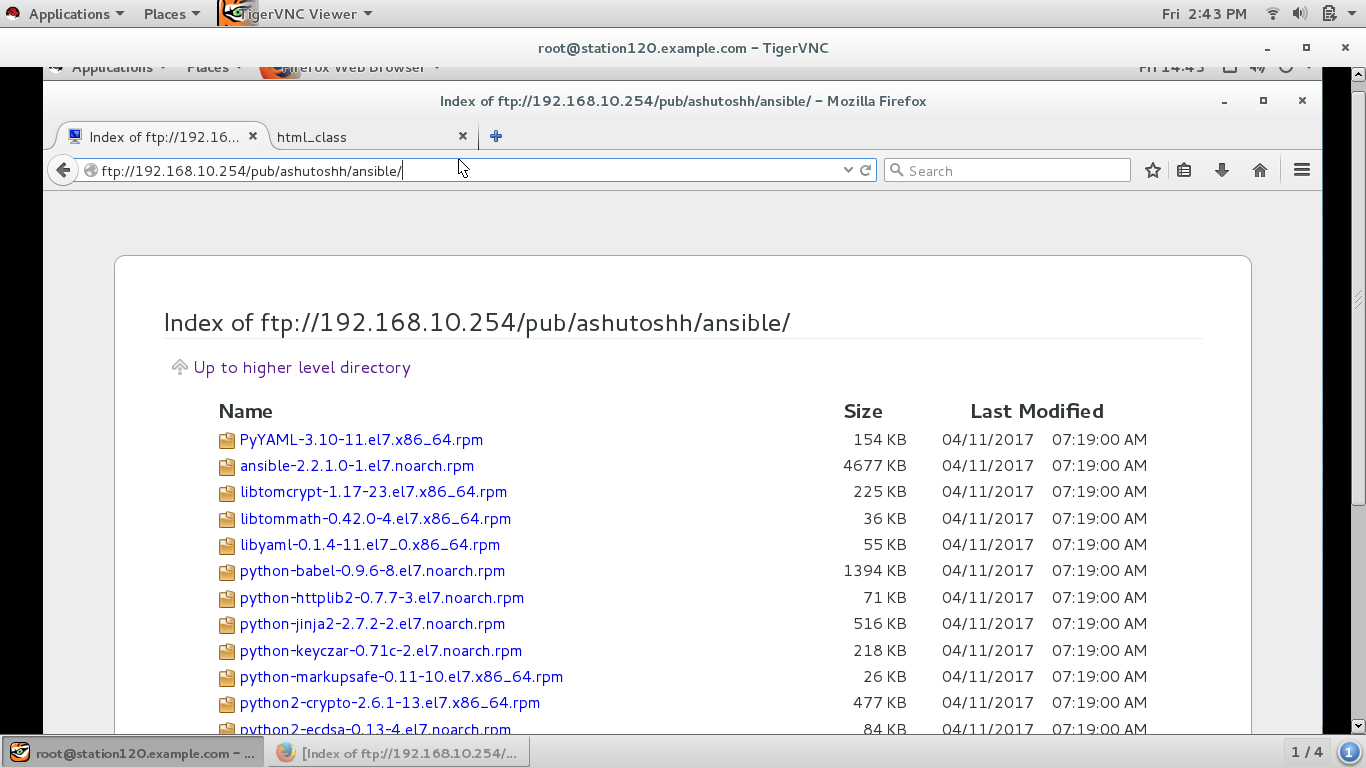 Applications Places TigerVNC Viewer Fri 2:43 PM
root@station120.example.com - TigerVNC
Applications Places Firefox Web Browser Fri 14:43
Index of ftp://192.168.10.254/pub/ashutoshh/ansible/ - Mozilla Firefox
Index of ftp://192.16... html_class
ftp://192.168.10.254/pub/ashutoshh/ansible/ Search
Index of ftp://192.168.10.254/pub/ashutoshh/ansible/
Up to higher level directory
Name Size Last Modified
PyYAML-3.10-11.el7.x86_64.rpm 154 KB 04/11/2017 07:19:00 AM
ansible-2.2.1.0-1.el7.noarch.rpm 4677 KB 04/11/2017 07:19:00 AM
libtomcrypt-1.17-23.el7.x86_64.rpm 225 KB 04/11/2017 07:19:00 AM
libtommath-0.42.0-4.el7.x86_64.rpm 36 KB 04/11/2017 07:19:00 AM
libyaml-0.1.4-11.el7_0.x86_64.rpm 55 KB 04/11/2017 07:19:00 AM
python-babel-0.9.6-8.el7.noarch.rpm 1394 KB 04/11/2017 07:19:00 AM
python-httplib2-0.7.7-3.el7.noarch.rpm 71 KB 04/11/2017 07:19:00 AM
python-jinja2-2.7.2-2.el7.noarch.rpm 516 KB 04/11/2017 07:19:00 AM
python-keyczar-0.71c-2.el7.noarch.rpm 218 KB 04/11/2017 07:19:00 AM
python-markupsafe-0.11-10.el7.x86_64.rpm 26 KB 04/11/2017 07:19:00 AM
python2-crypto-2.6.1-13.el7.x86_64.rpm 477 KB 04/11/2017 07:19:00 AM
python2-ecdsa-0.13-4.el7.noarch.rpm 84 KB 04/11/2017 07:19:00 AM
root@station120.example.com - ... [Index of ftp://192.168.10.254/... 1 / 4 1